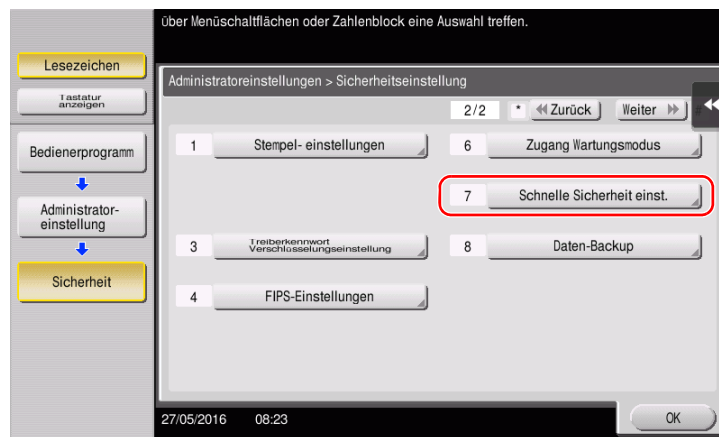 über Menüschaltflächen oder Zahlenblock eine Auswahl treffen.
Lesezeichen
Tastatur
anzeigen
Bedienerprogramm
Administrator-
einstellung
Sicherheit
Administratoreinstellungen > Sicherheitseinstellung
2/2 * Zurück Weiter
1 Stempel- einstellungen
6 Zugang Wartungsmodus
7 Schnelle Sicherheit einst.
3 Treiberkennwort
Verschlüsselungseinstellung
8 Daten-Backup
4 FIPS-Einstellungen
27/05/2016 08:23
OK